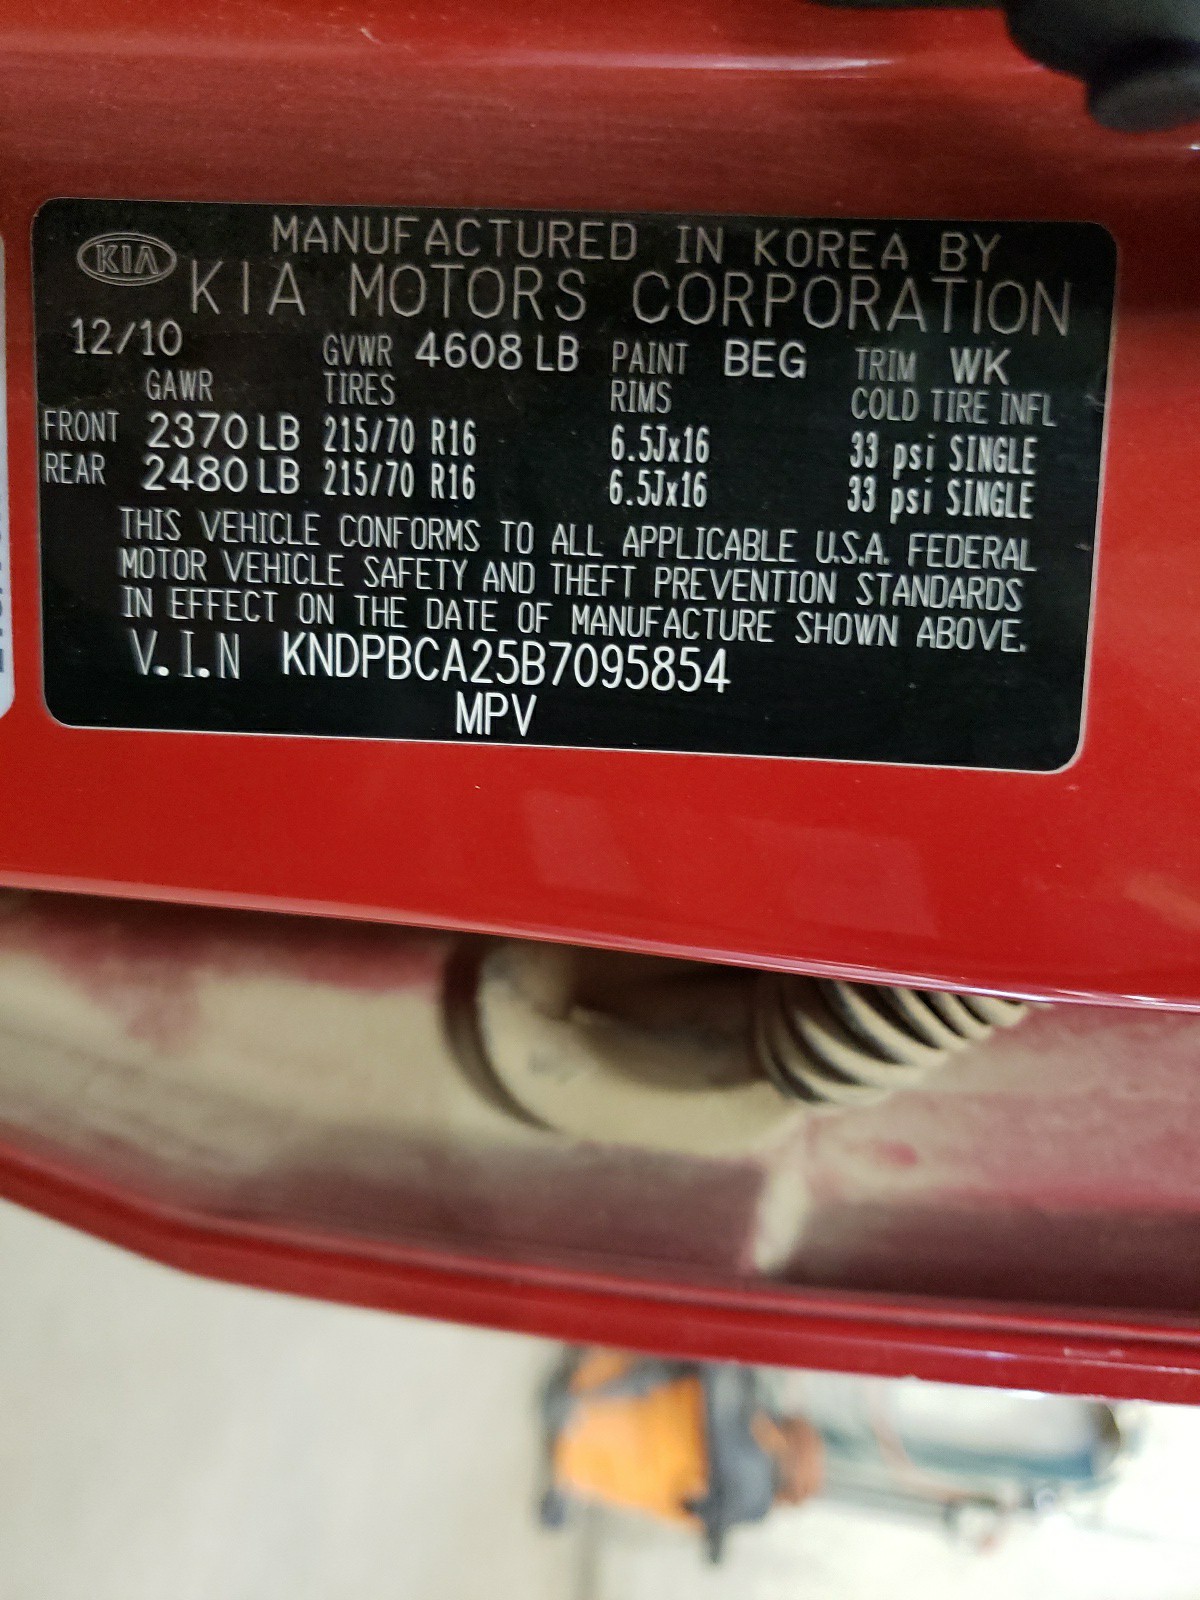 KIA
MANUFACTURED IN KOREA BY
KIA MOTORS CORPORATION
12/10 GVWR 4608 LB PAINT BEG TRIM WK
GAWR TIRES RIMS COLD TIRE INFL
FRONT 2370 LB 215/70 R16 6.5Jx16 33 psi SINGLE
REAR 2480 LB 215/70 R16 6.5Jx16 33 psi SINGLE
THIS VEHICLE CONFORMS TO ALL APPLICABLE U.S.A. FEDERAL
MOTOR VEHICLE SAFETY AND THEFT PREVENTION STANDARDS
IN EFFECT ON THE DATE OF MANUFACTURE SHOWN ABOVE.
V.I.N KNDPBCA25B7095854
MPV